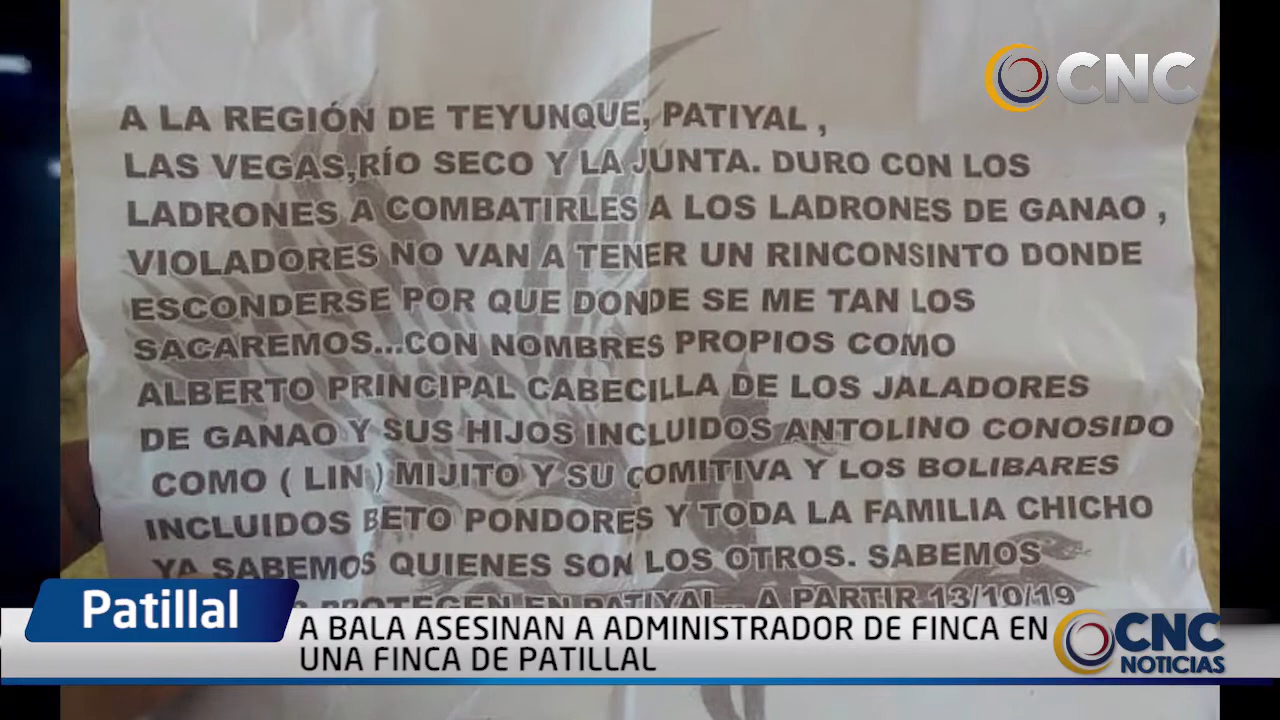 CNC
A LA REGIÓN DE TEYUNQUE, PATIYAL ,
LAS VEGAS,RÍO SECO Y LA JUNTA. DURO CON LOS
LADRONES A COMBATIRLES A LOS LADRONES DE GANAO ,
VIOLADORES NO VAN A TENER UN RINCONSINTO DONDE
ESCONDERSE POR QUE DONDE SE ME TAN LOS
SACAREMOS...CON NOMBRES PROPIOS COMO
ALBERTO PRINCIPAL CABECILLA DE LOS JALADORES
DE GANAO Y SUS HIJOS INCLUIDOS ANTOLINO CONOSIDO
COMO ( LIN ) MIJITO Y SU COMITIVA Y LOS BOLIBARES
INCLUIDOS BETO PONDORES Y TODA LA FAMILIA CHICHO
YA SABEMOS QUIENES SON LOS OTROS. SABEMOS
PROTEGEN EN PATIYAL.. A PARTIR 13/10/19
Patillal
A BALA ASESINAN A ADMINISTRADOR DE FINCA EN
UNA FINCA DE PATILLAL
CNC
NOTICIAS